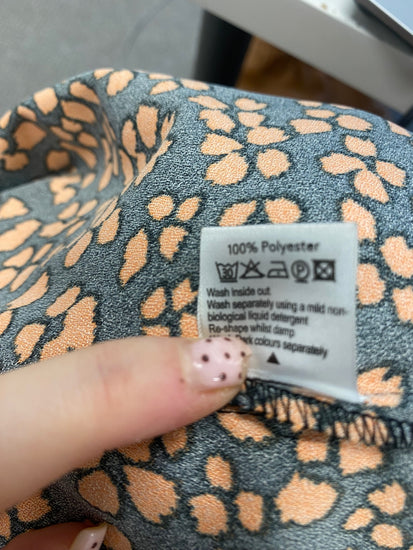 100% Polyester
Wash inside out
Wash separately using a mild non-
biological liquid detergent
Re-shape whilst damp
dark colours separately